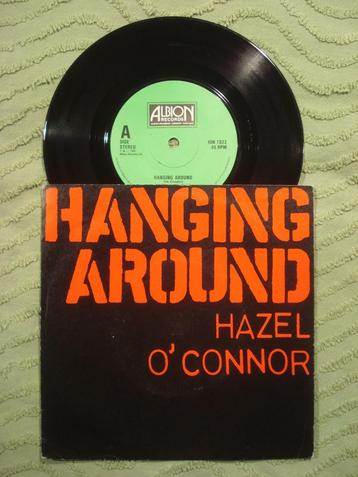 ALBION
RECORDS
A
SIDE
STEREO
ION 1022
45 RPM
HANGING AROUND
HANGING
AROUND
HAZEL
O'CONNOR